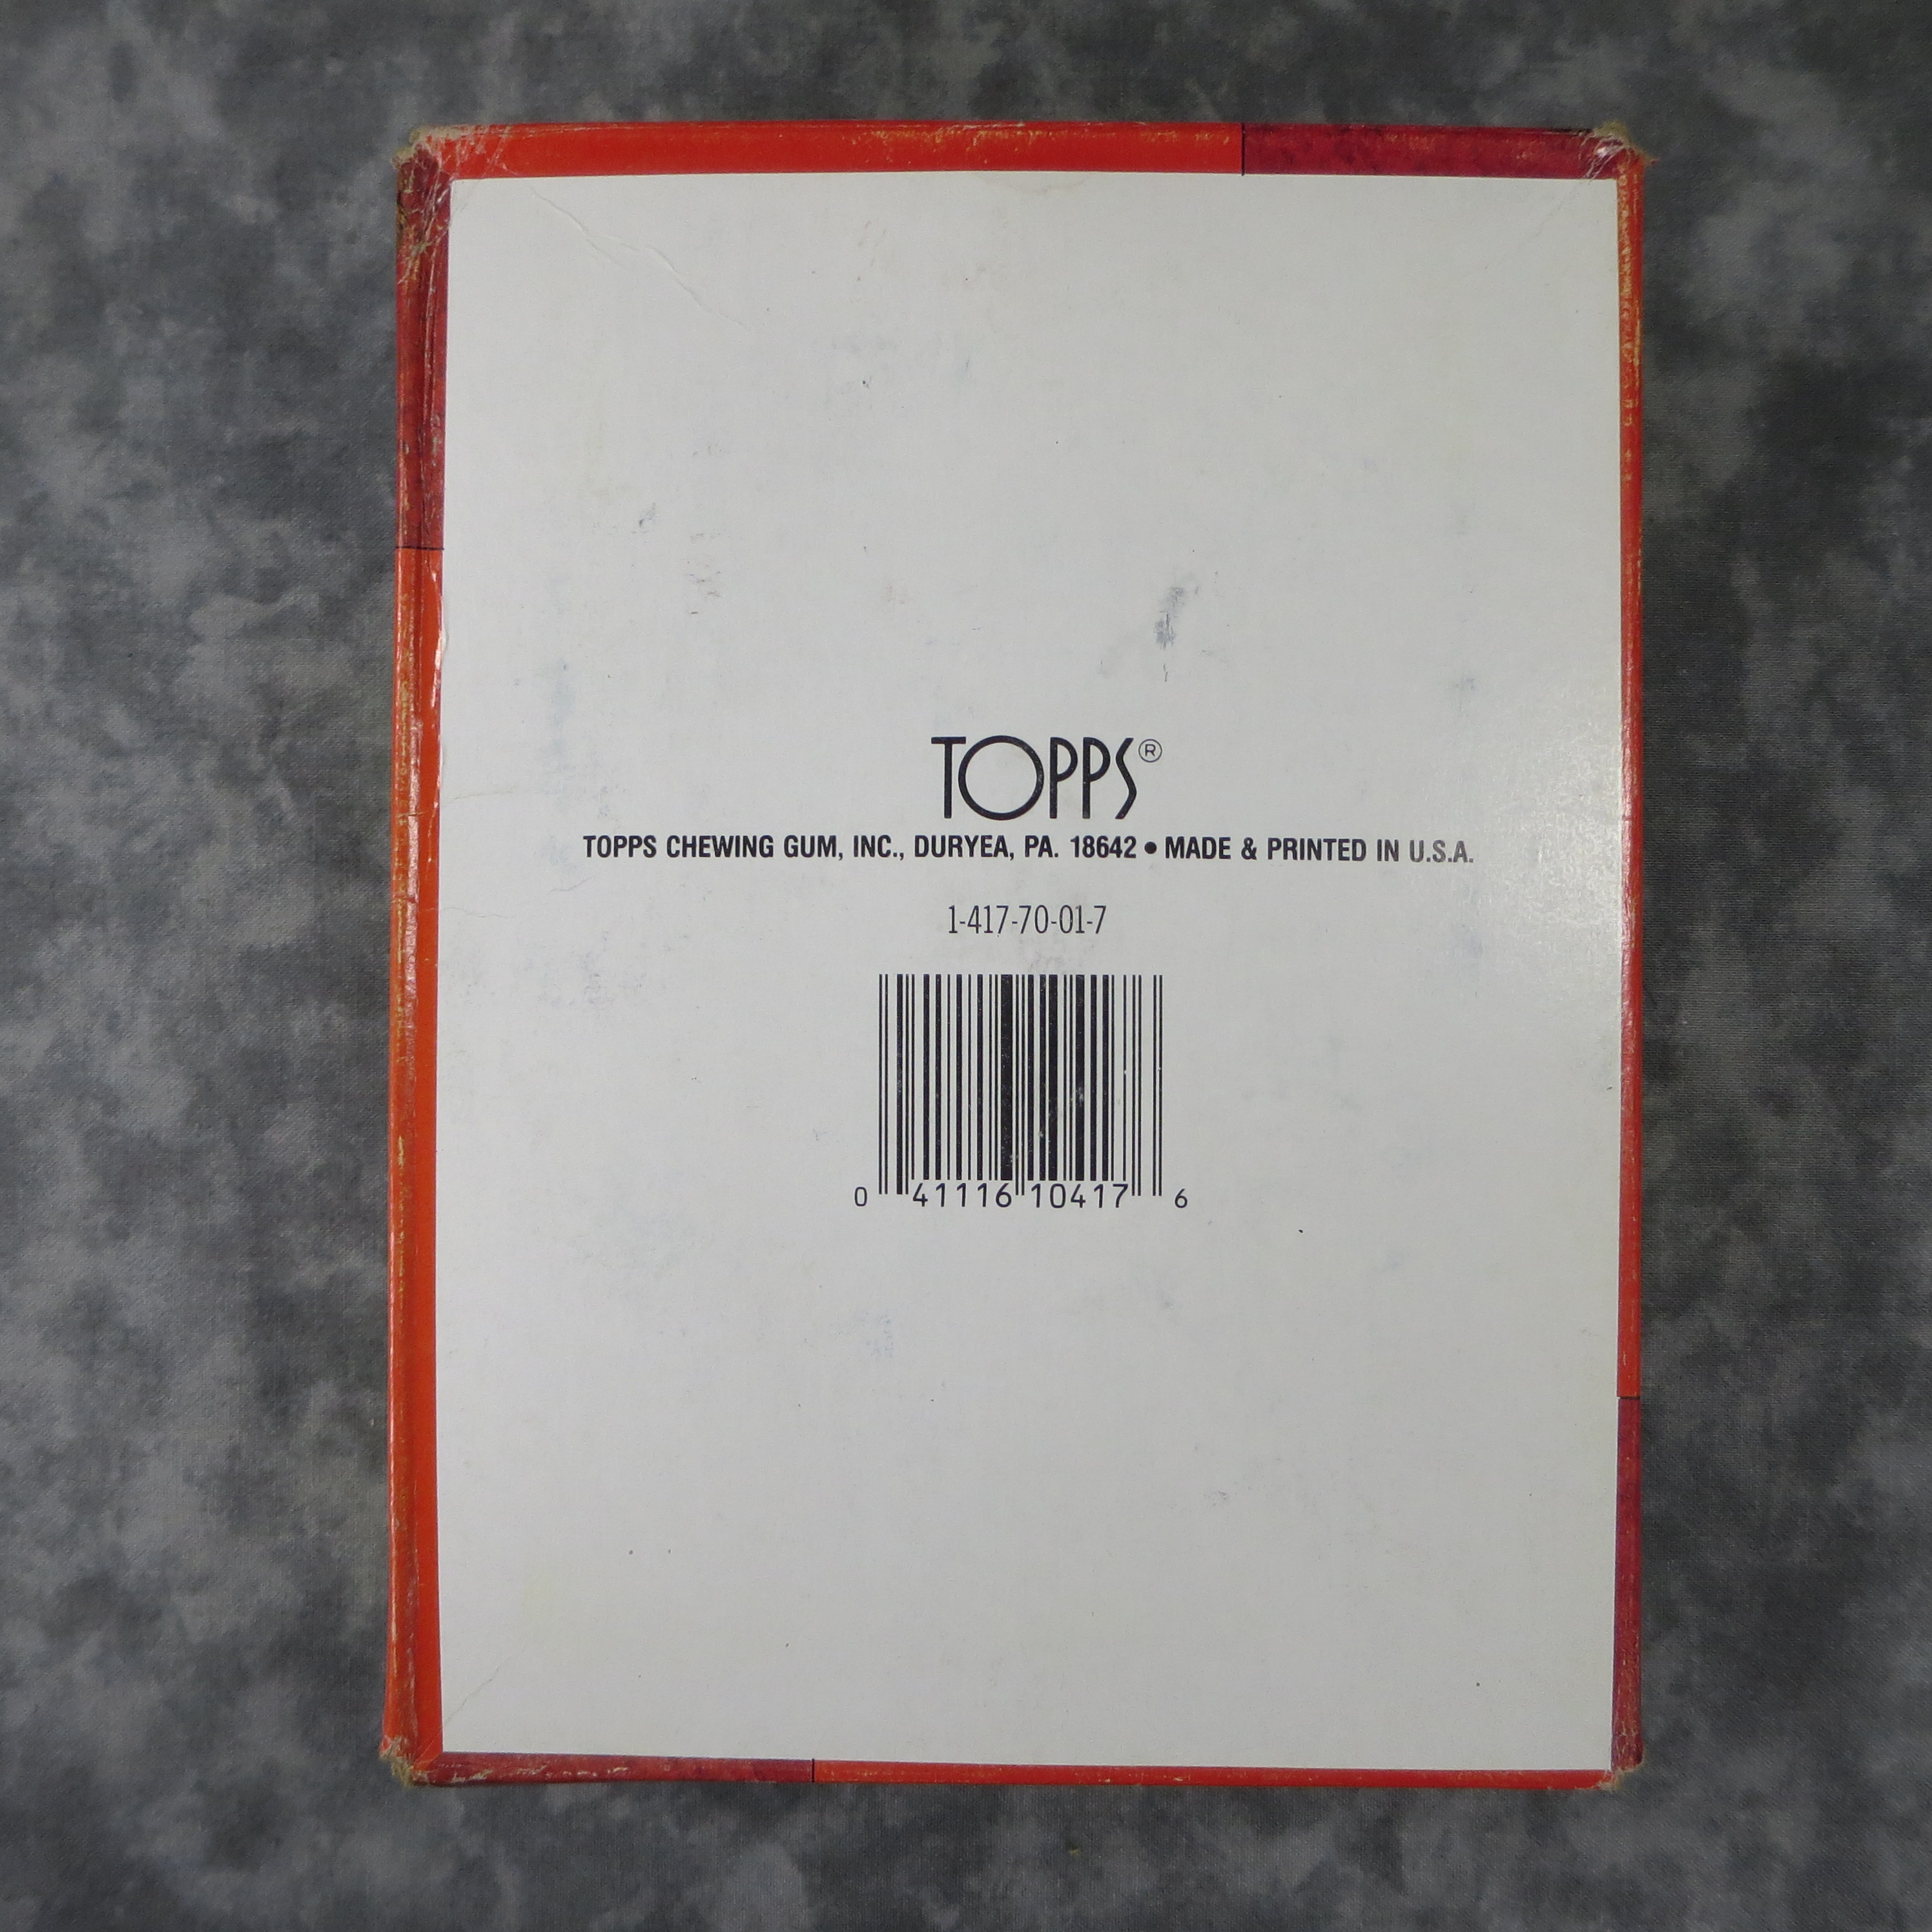 TOPPS®
TOPPS CHEWING GUM, INC., DURYEA, PA. 18642 • MADE & PRINTED IN U.S.A.
1-417-70-01-7
0 41116 10417 6